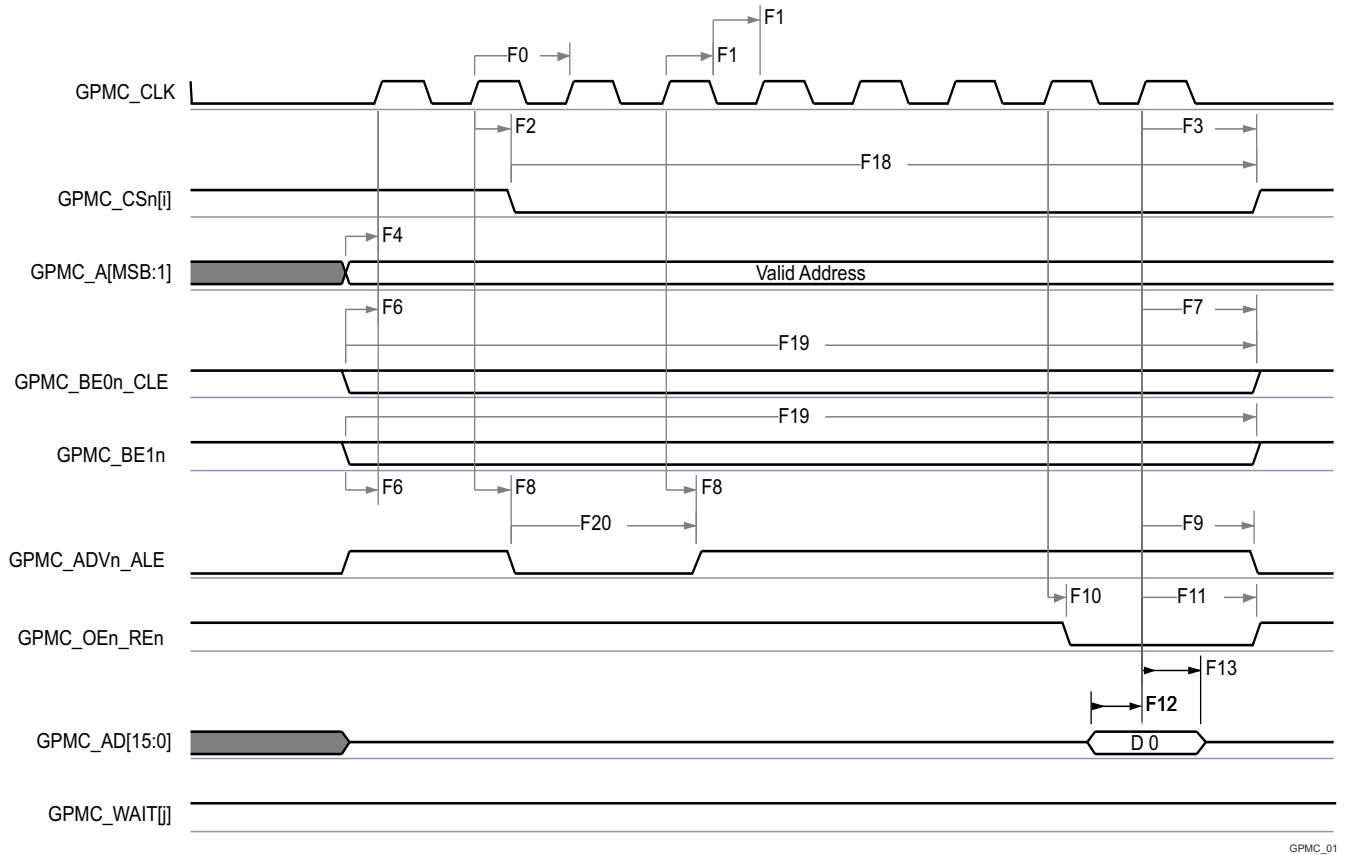 F1
F0
F1
GPMC_CLK
F2
F3
F18
GPMC_CSn[i]
F4
GPMC_A[MSB:1]
Valid Address
F6
F7
F19
GPMC_BE0n_CLE
F19
GPMC_BE1n
F6
F8
F8
F20
F9
GPMC_ADVn_ALE
F10
F11
GPMC_OEn_REn
F13
F12
GPMC_AD[15:0]
D 0
GPMC_WAIT[j]
GPMC_01